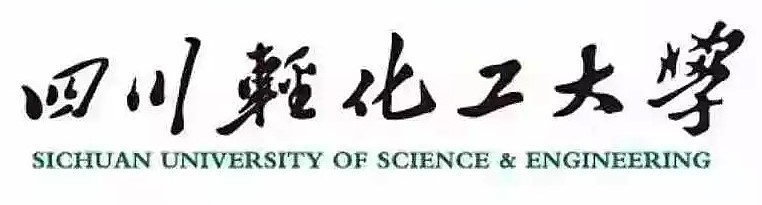 四川輕化工大學
SICHUAN UNIVERSITY OF SCIENCE & ENGINEERING